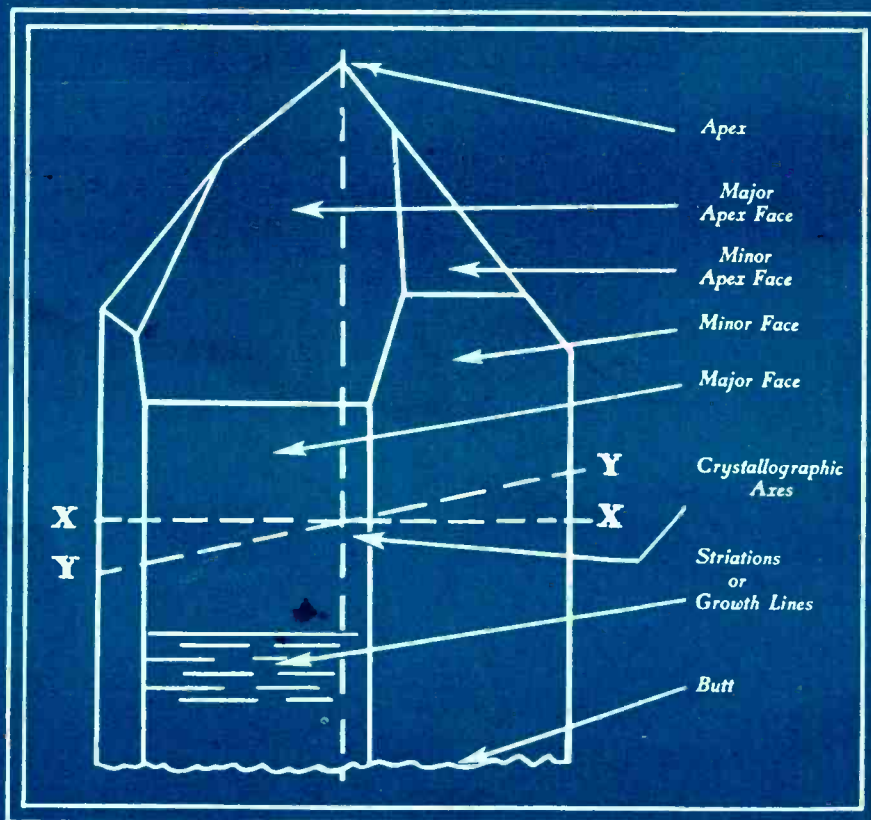 Apex
Major
Apex Face
Minor
Apex Face
Minor Face
Major Face
Y
X
X
Y
Crystallographic
Axes
Striations
or
Growth Lines
Butt